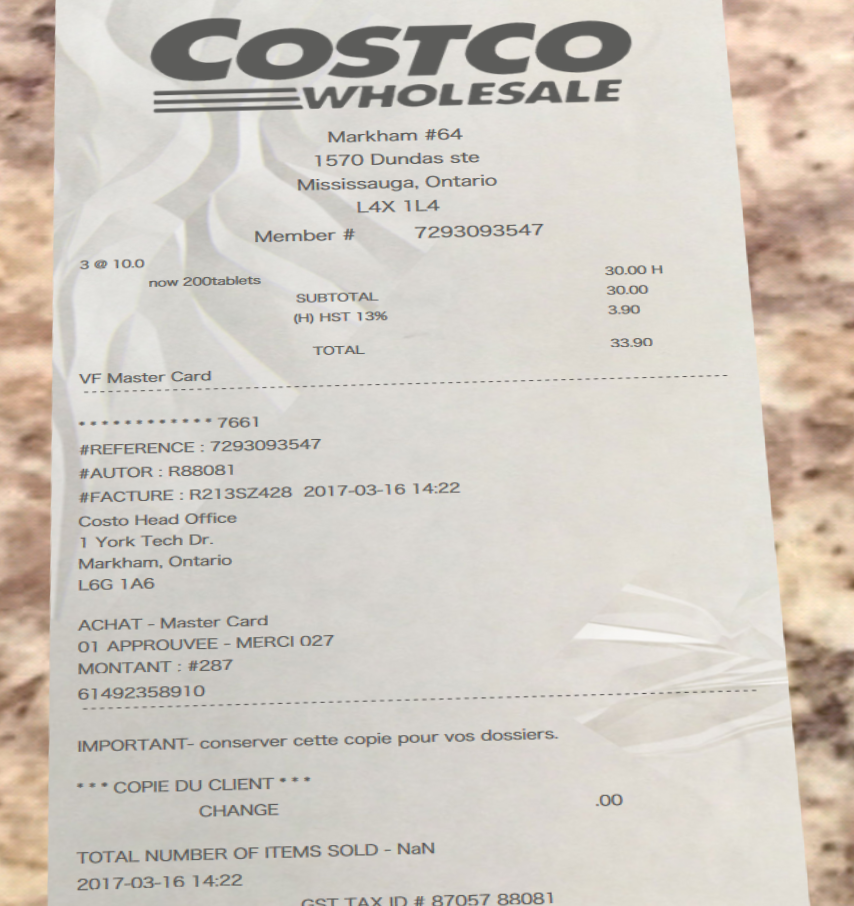 COSTCO
WHOLESALE
Markham #64
1570 Dundas ste
Mississauga, Ontario
L4X 1L4
Member # 7293093547
3 @ 10.0 30.00 H
now 200tablets
SUBTOTAL 30.00
(H) HST 13% 3.90
TOTAL 33.90
VF Master Card
* * * * * * * * * * * * 7661
#REFERENCE : 7293093547
#AUTOR : R88081
#FACTURE : R213SZ428 2017-03-16 14:22
Costo Head Office
1 York Tech Dr.
Markham, Ontario
L6G 1A6
ACHAT - Master Card
01 APPROUVEE - MERCI 027
MONTANT : #287
61492358910
IMPORTANT- conserver cette copie pour vos dossiers.
* * * COPIE DU CLIENT * * *
CHANGE .00
TOTAL NUMBER OF ITEMS SOLD - NaN
2017-03-16 14:22
GST TAX ID # 87057 88081